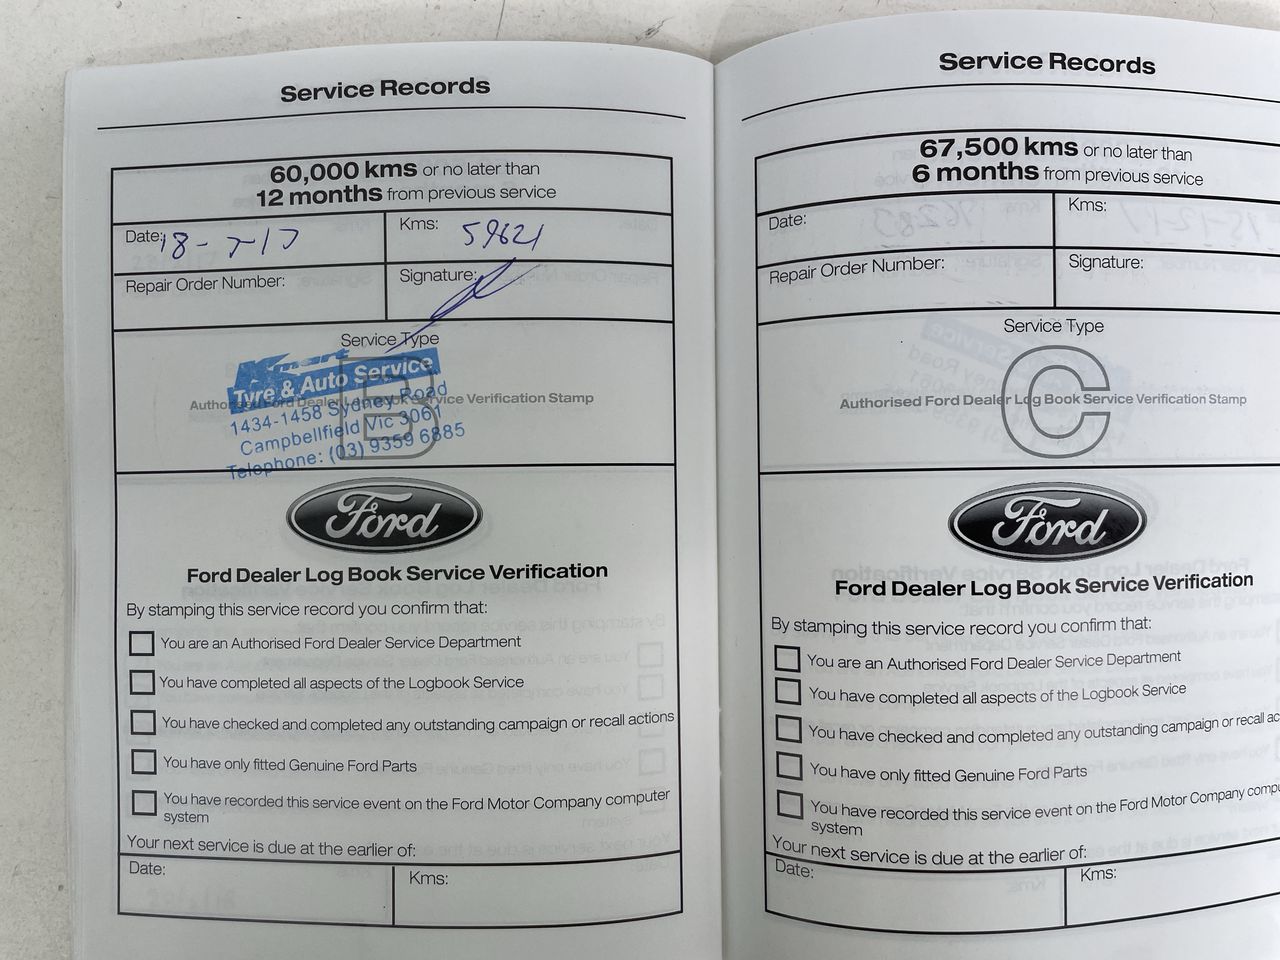 Service Records
60,000 kms or no later than
12 months from previous service
Date: 18-7-17
Kms: 59621
Repair Order Number:
Signature:
Service Type
B
Kmart
Tyre & Auto Service
Authorised Ford Dealer Log Book Service Verification Stamp
1434-1458 Sydney Road
Campbellfield Vic 3061
Telephone: (03) 9359 6885
Ford
Ford Dealer Log Book Service Verification
By stamping this service record you confirm that:
You are an Authorised Ford Dealer Service Department
You have completed all aspects of the Logbook Service
You have checked and completed any outstanding campaign or recall actions
You have only fitted Genuine Ford Parts
You have recorded this service event on the Ford Motor Company computer
system
Your next service is due at the earlier of:
Date:
Kms:
Service Records
67,500 kms or no later than
6 months from previous service
Date:
Kms:
Repair Order Number:
Signature:
Service Type
C
Authorised Ford Dealer Log Book Service Verification Stamp
Ford
Ford Dealer Log Book Service Verification
By stamping this service record you confirm that:
You are an Authorised Ford Dealer Service Department
You have completed all aspects of the Logbook Service
You have checked and completed any outstanding campaign or recall ac
You have only fitted Genuine Ford Parts
You have recorded this service event on the Ford Motor Company compu
system
Your next service is due at the earlier of:
Date:
Kms: